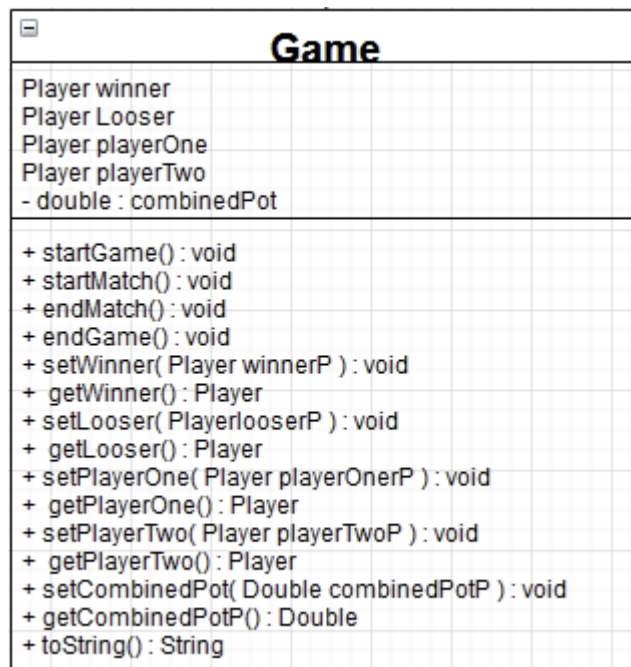 Game
Player winner
Player Looser
Player playerOne
Player playerTwo
- double : combinedPot
+ startGame() : void
+ startMatch() : void
+ endMatch() : void
+ endGame() : void
+ setWinner( Player winnerP ) : void
+ getWinner() : Player
+ setLooser( PlayerlooserP ) : void
+ getLooser() : Player
+ setPlayerOne( Player playerOnerP ) : void
+ getPlayerOne() : Player
+ setPlayerTwo( Player playerTwoP ) : void
+ getPlayerTwo() : Player
+ setCombinedPot( Double combinedPotP ) : void
+ getCombinedPotP() : Double
+ toString() : String